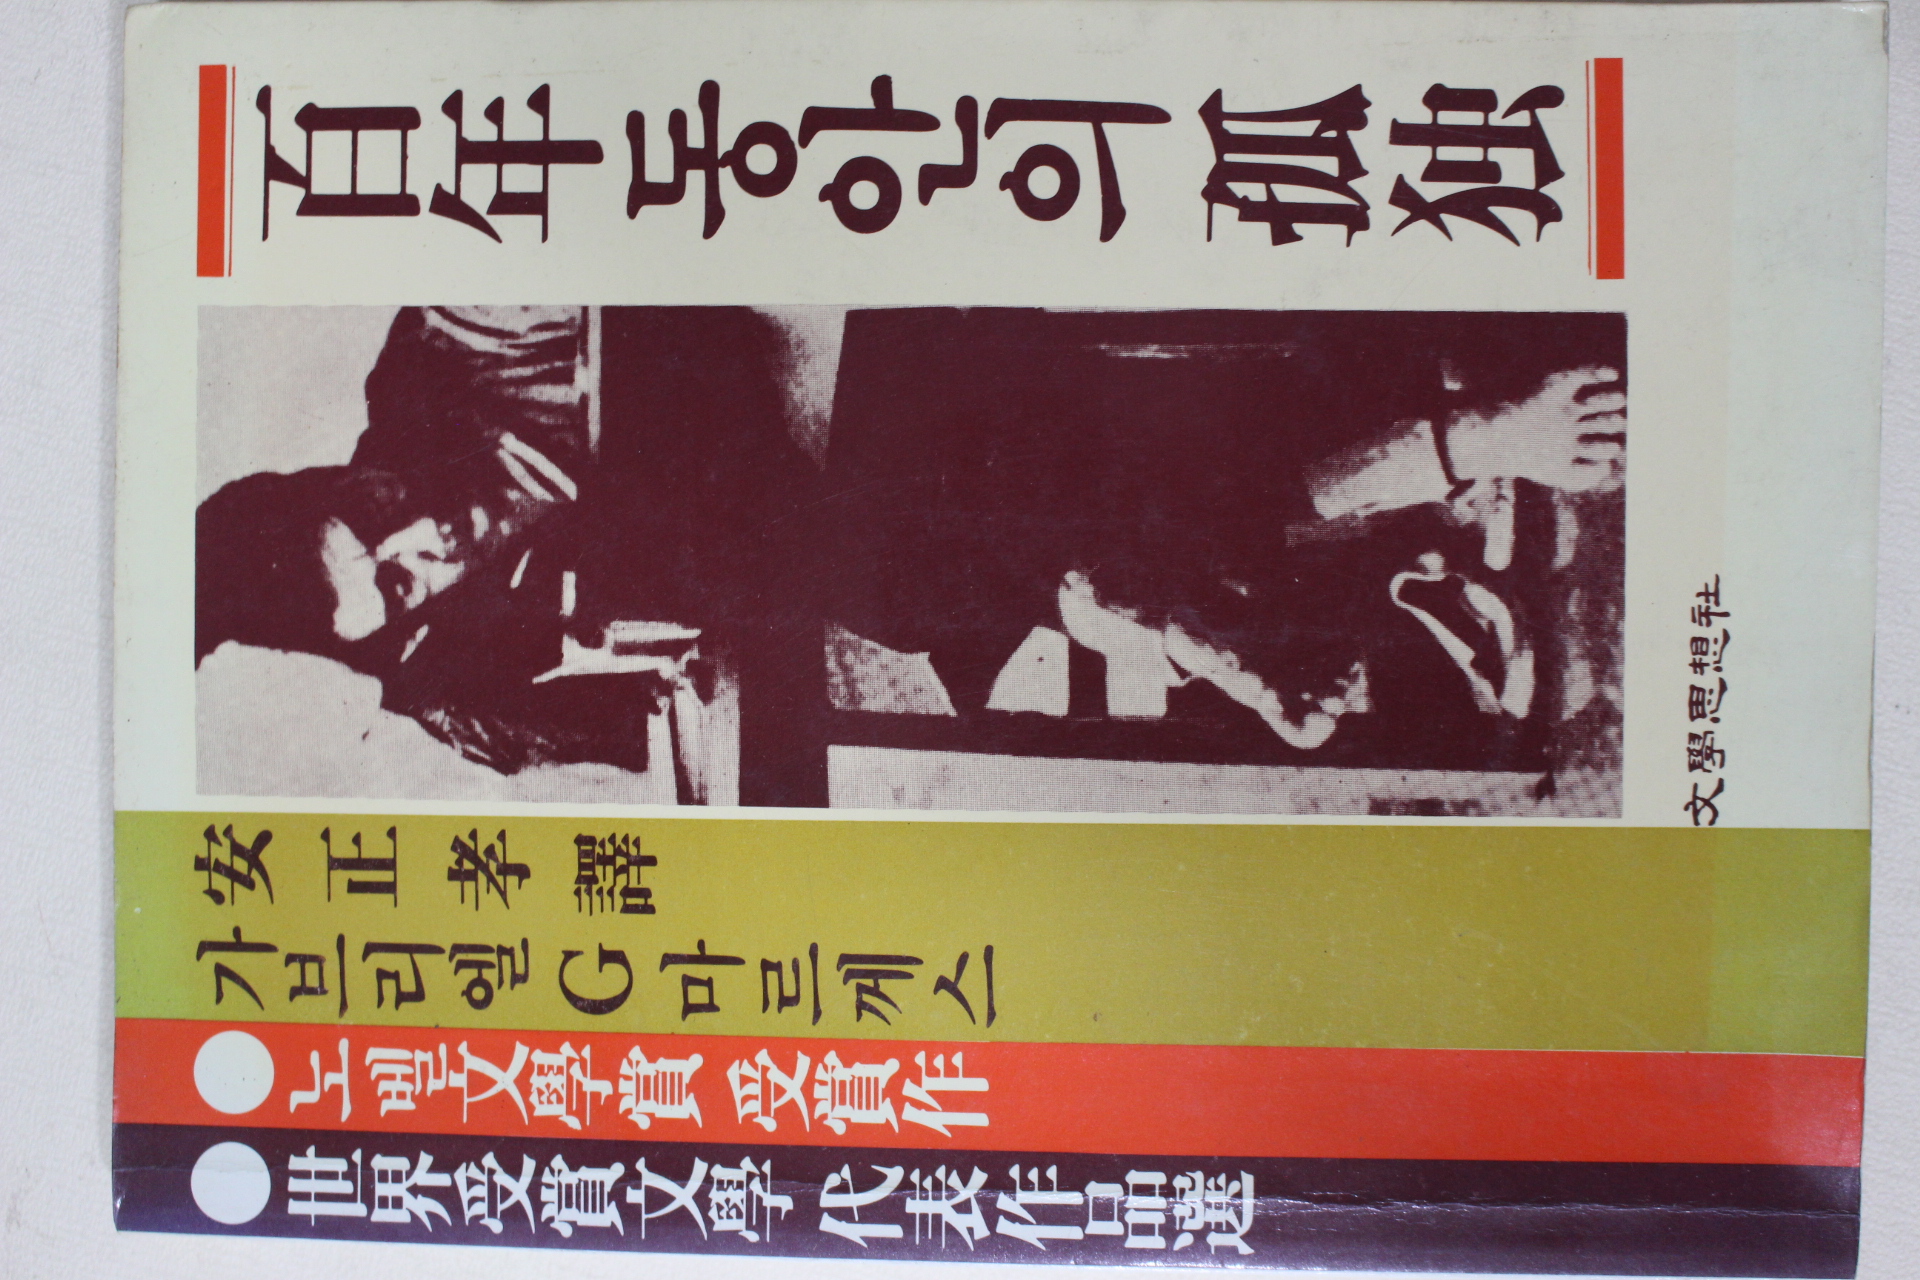 百年동안의孤独
安正孝 譯
가브리엘 G 마르께스
노벨文學賞 受賞作
世界受賞文學 代表作品選
文學思想社